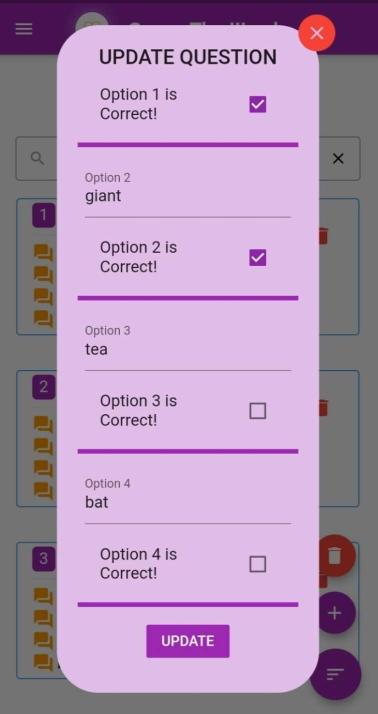 UPDATE QUESTION
Option 1 is
Correct!
Option 2
giant
Option 2 is
Correct!
Option 3
tea
Option 3 is
Correct!
Option 4
bat
Option 4 is
Correct!
UPDATE
1
2
3